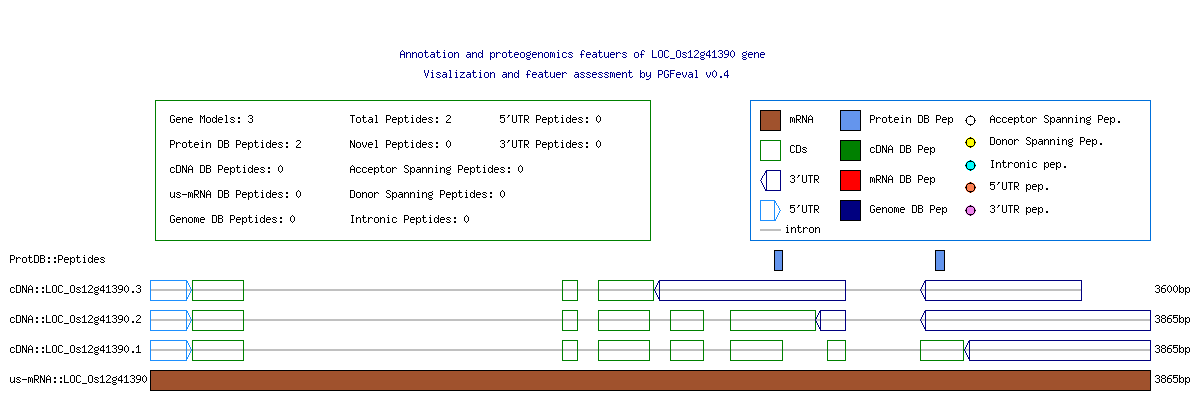 Annotation and proteogenomics featuers of LOC_Os12g41390 gene
Visalization and featuer assessment by PGFeval v0.4
Gene Models: 3 Total Peptides: 2 5'UTR Peptides: 0
Protein DB Peptides: 2 Novel Peptides: 0 3'UTR Peptides: 0
cDNA DB Peptides: 0 Acceptor Spanning Peptides: 0
us-mRNA DB Peptides: 0 Donor Spanning Peptides: 0
Genome DB Peptides: 0 Intronic Peptides: 0
mRNA Protein DB Pep Acceptor Spanning Pep.
CDs cDNA DB Pep Donor Spanning Pep.
3'UTR mRNA DB Pep Intronic pep.
5'UTR Genome DB Pep 5'UTR pep.
intron 3'UTR pep.
ProtDB::Peptides
cDNA::LOC_Os12g41390.3 3600bp
cDNA::LOC_Os12g41390.2 3865bp
cDNA::LOC_Os12g41390.1 3865bp
us-mRNA::LOC_Os12g41390 3865bp